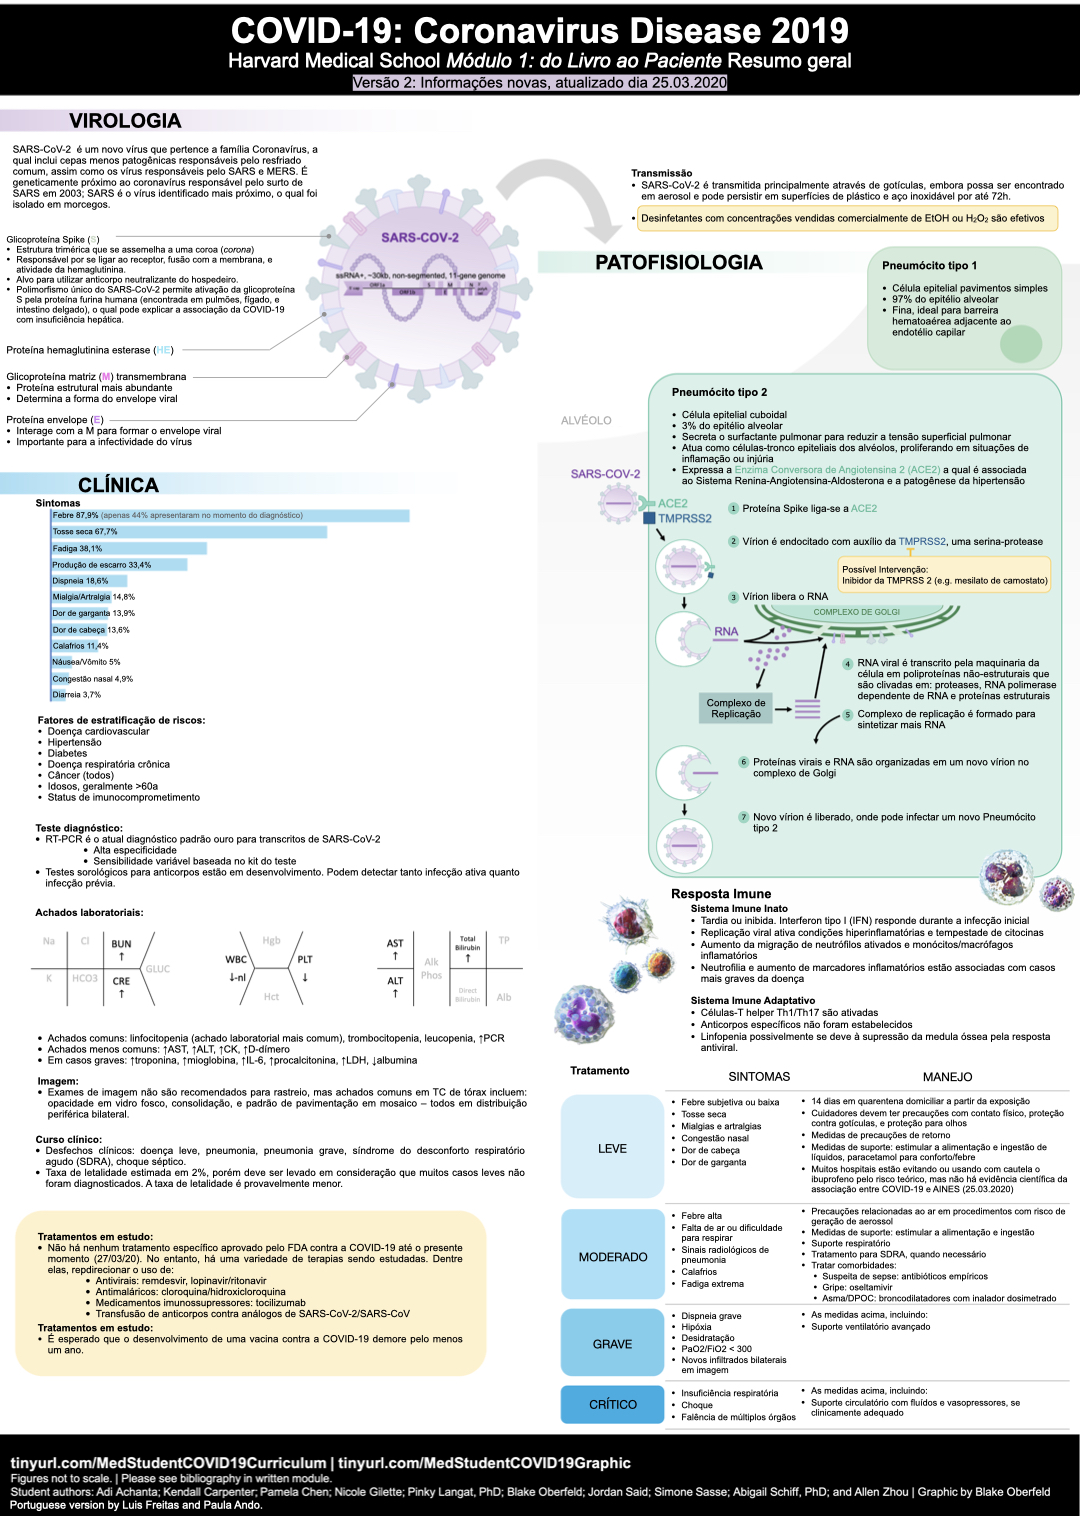 COVID-19: Coronavirus Disease 2019
Harvard Medical School Módulo 1: do Livro ao Paciente Resumo geral
Versão 2: Informações novas, atualizado dia 25.03.2020
VIROLOGIA
SARS-CoV-2 é um novo vírus que pertence a família Coronavírus, a
qual inclui cepas menos patogênicas responsáveis pelo resfriado
comum, assim como os vírus responsáveis pelo SARS e MERS. É
geneticamente próximo ao coronavírus responsável pelo surto de
SARS em 2003; SARS é o vírus identificado mais próximo, o qual foi
isolado em morcegos.
Glicoproteína Spike (S)
• Estrutura trimérica que se assemelha a uma coroa (corona)
• Responsável por se ligar ao receptor, fusão com a membrana, e
atividade da hemaglutinina.
• Alvo para utilizar anticorpo neutralizante do hospedeiro.
• Polimorfismo único do SARS-CoV-2 permite ativação da glicoproteína
S pela proteína furina humana (encontrada em pulmões, fígado, e
intestino delgado), o qual pode explicar a associação da COVID-19
com insuficiência hepática.
Proteína hemaglutinina esterase (HE)
Glicoproteína matriz (M) transmembrana
• Proteína estrutural mais abundante
• Determina a forma do envelope viral
Proteína envelope (E)
• Interage com a M para formar o envelope viral
• Importante para a infectividade do vírus
SARS-COV-2
ssRNA+, ~30kb, non-segmented, 11-gene genome
ORF1a
ORF1b
S M N
Transmissão
• SARS-CoV-2 é transmitida principalmente através de gotículas, embora possa ser encontrado
em aerosol e pode persistir em superfícies de plástico e aço inoxidável por até 72h.
• Desinfetantes com concentrações vendidas comercialmente de EtOH ou H₂O₂ são efetivos
PATOFISIOLOGIA
Pneumócito tipo 1
• Célula epitelial pavimentos simples
• 97% do epitélio alveolar
• Fina, ideal para barreira
hematoaérea adjacente ao
endotélio capilar
ALVÉOLO
Pneumócito tipo 2
• Célula epitelial cuboidal
• 3% do epitélio alveolar
• Secreta o surfactante pulmonar para reduzir a tensão superficial pulmonar
• Atua como células-tronco epiteliais dos alvéolos, proliferando em situações de
inflamação ou injúria
• Expressa a Enzima Conversora de Angiotensina 2 (ACE2) a qual é associada
ao Sistema Renina-Angiotensina-Aldosterona e a patogênese da hipertensão
SARS-COV-2
ACE2
TMPRSS2
1 Proteína Spike liga-se a ACE2
2 Vírion é endocitado com auxílio da TMPRSS2, uma serina-protease
Possível Intervenção:
Inibidor da TMPRSS 2 (e.g. mesilato de camostato)
3 Vírion libera o RNA
COMPLEXO DE GOLGI
RNA
4 RNA viral é transcrito pela maquinaria da
célula em poliproteínas não-estruturais que
são clivadas em: proteases, RNA polimerase
dependente de RNA e proteínas estruturais
Complexo de
Replicação
5 Complexo de replicação é formado para
sintetizar mais RNA
6 Proteínas virais e RNA são organizadas em um novo vírion no
complexo de Golgi
7 Novo vírion é liberado, onde pode infectar um novo Pneumócito
tipo 2
CLÍNICA
Sintomas
Febre 87,9% (apenas 44% apresentaram no momento do diagnóstico)
Tosse seca 67,7%
Fadiga 38,1%
Produção de escarro 33,4%
Dispneia 18,6%
Mialgia/Artralgia 14,8%
Dor de garganta 13,9%
Dor de cabeça 13,6%
Calafrios 11,4%
Náusea/Vômito 5%
Congestão nasal 4,9%
Diarreia 3,7%
Fatores de estratificação de riscos:
• Doença cardiovascular
• Hipertensão
• Diabetes
• Doença respiratória crônica
• Câncer (todos)
• Idosos, geralmente >60a
• Status de imunocomprometimento
Teste diagnóstico:
• RT-PCR é o atual diagnóstico padrão ouro para transcritos de SARS-CoV-2
• Alta especificidade
• Sensibilidade variável baseada no kit do teste
• Testes sorológicos para anticorpos estão em desenvolvimento. Podem detectar tanto infecção ativa quanto
infecção prévia.
Achados laboratoriais:
Na Cl BUN ↑
K HCO3 CRE ↑
GLUC
WBC ↓-nl
Hgb
Hct
PLT ↓
AST ↑
ALT ↑
Alk Phos
Total Bilirubin ↑
Direct Bilirubin
TP
Alb
• Achados comuns: linfocitopenia (achado laboratorial mais comum), trombocitopenia, leucopenia, ↑PCR
• Achados menos comuns: ↑AST, ↑ALT, ↑CK, ↑D-dímero
• Em casos graves: ↑troponina, ↑mioglobina, ↑IL-6, ↑procalcitonina, ↑LDH, ↓albumina
Imagem:
• Exames de imagem não são recomendados para rastreio, mas achados comuns em TC de tórax incluem:
opacidade em vidro fosco, consolidação, e padrão de pavimentação em mosaico – todos em distribuição
periférica bilateral.
Curso clínico:
• Desfechos clínicos: doença leve, pneumonia, pneumonia grave, síndrome do desconforto respiratório
agudo (SDRA), choque séptico.
• Taxa de letalidade estimada em 2%, porém deve ser levado em consideração que muitos casos leves não
foram diagnosticados. A taxa de letalidade é provavelmente menor.
Tratamentos em estudo:
• Não há nenhum tratamento específico aprovado pelo FDA contra a COVID-19 até o presente
momento (27/03/20). No entanto, há uma variedade de terapias sendo estudadas. Dentre
elas, repdirecionar o uso de:
• Antivirais: remdesvir, lopinavir/ritonavir
• Antimaláricos: cloroquina/hidroxicloroquina
• Medicamentos imunossupressores: tocilizumab
• Transfusão de anticorpos contra análogos de SARS-CoV-2/SARS-CoV
Tratamentos em estudo:
• É esperado que o desenvolvimento de uma vacina contra a COVID-19 demore pelo menos
um ano.
Resposta Imune
Sistema Imune Inato
• Tardia ou inibida. Interferon tipo I (IFN) responde durante a infecção inicial
• Replicação viral ativa condições hiperinflamatórias e tempestade de citocinas
• Aumento da migração de neutrófilos ativados e monócitos/macrófagos
inflamatórios
• Neutrofilia e aumento de marcadores inflamatórios estão associadas com casos
mais graves da doença
Sistema Imune Adaptativo
• Células-T helper Th1/Th17 são ativadas
• Anticorpos específicos não foram estabelecidos
• Linfopenia possivelmente se deve à supressão da medula óssea pela resposta
antiviral.
Tratamento
SINTOMAS
MANEJO
LEVE
• Febre subjetiva ou baixa
• Tosse seca
• Mialgias e artralgias
• Congestão nasal
• Dor de cabeça
• Dor de garganta
• 14 dias em quarentena domiciliar a partir da exposição
• Cuidadores devem ter precauções com contato físico, proteção
contra gotículas, e proteção para olhos
• Medidas de precauções de retorno
• Medidas de suporte: estimular a alimentação e ingestão de
líquidos, paracetamol para conforto/febre
• Muitos hospitais estão evitando ou usando com cautela o
ibuprofeno pelo risco teórico, mas não há evidência científica da
associação entre COVID-19 e AINES (25.03.2020)
MODERADO
• Febre alta
• Falta de ar ou dificuldade
para respirar
• Sinais radiológicos de
pneumonia
• Calafrios
• Fadiga extrema
• Precauções relacionadas ao ar em procedimentos com risco de
geração de aerossol
• Medidas de suporte: estimular a alimentação e ingestão
• Suporte respiratório
• Tratamento para SDRA, quando necessário
• Tratar comorbidades:
• Suspeita de sepse: antibióticos empíricos
• Gripe: oseltamivir
• Asma/DPOC: broncodilatadores com inalador dosimetrado
GRAVE
• Dispneia grave
• Hipóxia
• Desidratação
• PaO2/FiO2 < 300
• Novos infiltrados bilaterais
em imagem
• As medidas acima, incluindo:
• Suporte ventilatório avançado
CRÍTICO
• Insuficiência respiratória
• Choque
• Falência de múltiplos órgãos
• As medidas acima, incluindo:
• Suporte circulatório com fluídos e vasopressores, se
clinicamente adequado
tinyurl.com/MedStudentCOVID19Curriculum | tinyurl.com/MedStudentCOVID19Graphic
Figures not to scale. | Please see bibliography in written module.
Student authors: Adi Achanta; Kendall Carpenter; Pamela Chen; Nicole Gilette; Pinky Langat, PhD; Blake Oberfeld; Jordan Said; Simone Sasse; Abigail Schiff, PhD; and Allen Zhou | Graphic by Blake Oberfeld
Portuguese version by Luis Freitas and Paula Ando.